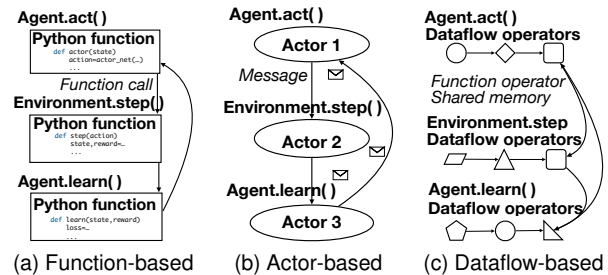 Agent.act()
Python function
def actor(state)
action=actor_net(…)
...
Function call
Environment.step()
Python function
def step(action)
state,reward=…
...
Agent.learn( )
Python function
def learn(state,reward)
loss=…
...
(a) Function-based
Agent.act()
Actor 1
Message
Environment.step( )
Actor 2
Agent.learn( )
Actor 3
(b) Actor-based
Agent.act()
Dataflow operators
Function operator
Shared memory
Environment.step
Dataflow operators
Agent.learn( )
Dataflow operators
(c) Dataflow-based